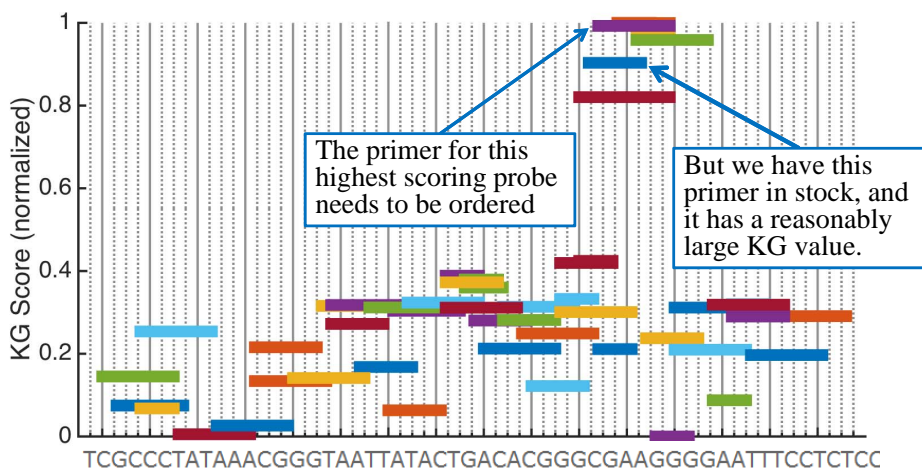 1
0.8
0.6
0.4
0.2
0
KG Score (normalized)
The primer for this
highest scoring probe
needs to be ordered
But we have this
primer in stock, and
it has a reasonably
large KG value.
TCGCCCTATAAACGGGTAATTATACTGACACGGGCGAAGGGGAATTTCCTCTCC